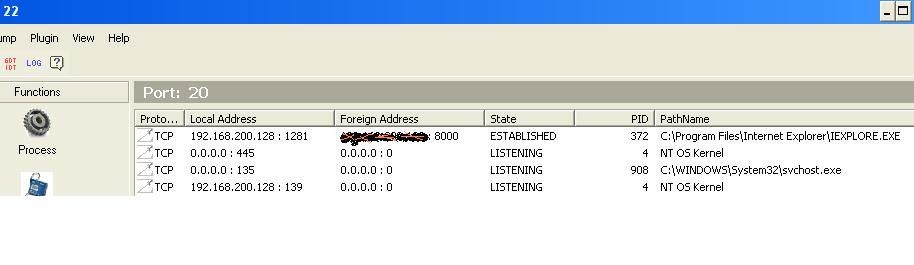 22
ump Plugin View Help
GDT IDT LOG ?
Functions
Port: 20
Process
Proto... Local Address Foreign Address State PID PathName
TCP 192.168.200.128 : 1281 : 8000 ESTABLISHED 372 C:\Program Files\Internet Explorer\IEXPLORE.EXE
TCP 0.0.0.0 : 445 0.0.0.0 : 0 LISTENING 4 NT OS Kernel
TCP 0.0.0.0 : 135 0.0.0.0 : 0 LISTENING 908 C:\WINDOWS\System32\svchost.exe
TCP 192.168.200.128 : 139 0.0.0.0 : 0 LISTENING 4 NT OS Kernel